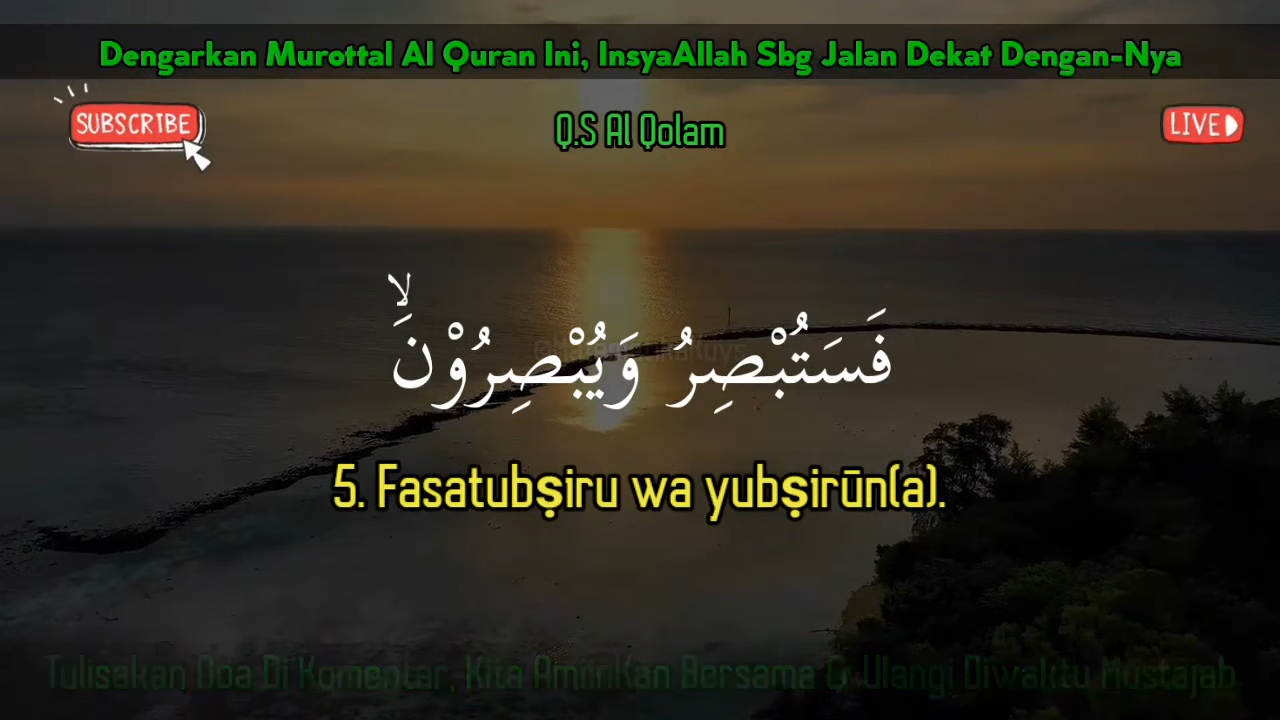 Dengarkan Murottal Al Quran Ini, InsyaAllah Sbg Jalan Dekat Dengan-Nya
SUBSCRIBE
Q.S Al Qolam
LIVE
فَسَتُبْصِرُ وَيُبْصِرُوْنَۙ
5. Fasatubṣiru wa yubṣirūn(a).
Tulisakan Doa Di Komentar, Kita AmiinKan Bersama & Ulangi Diwaktu Mustajab